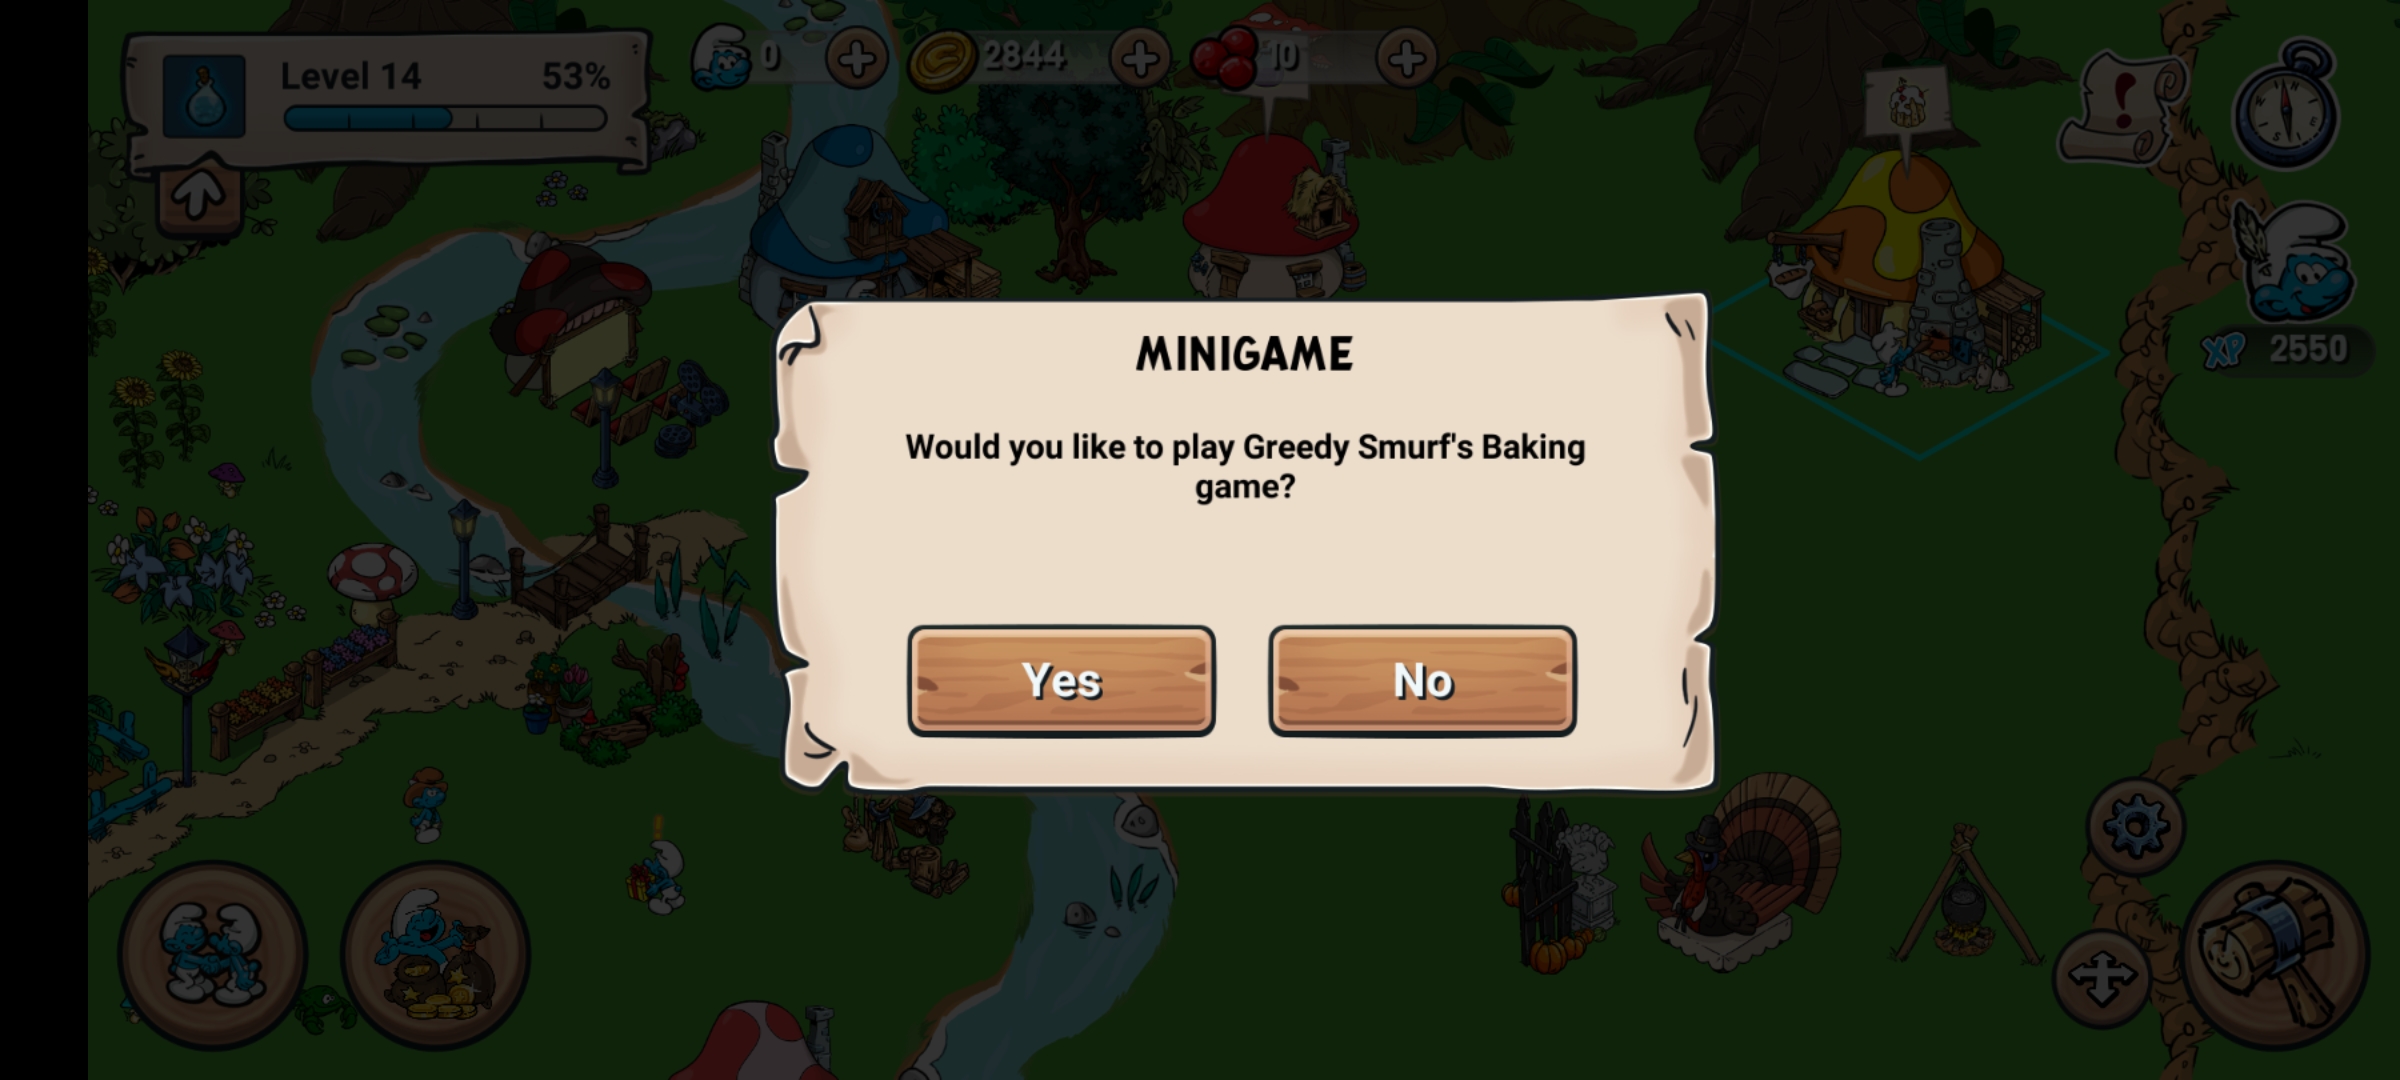 Level 14 53%
0
2844
10
XP 2550
MINIGAME
Would you like to play Greedy Smurf's Baking
game?
Yes
No